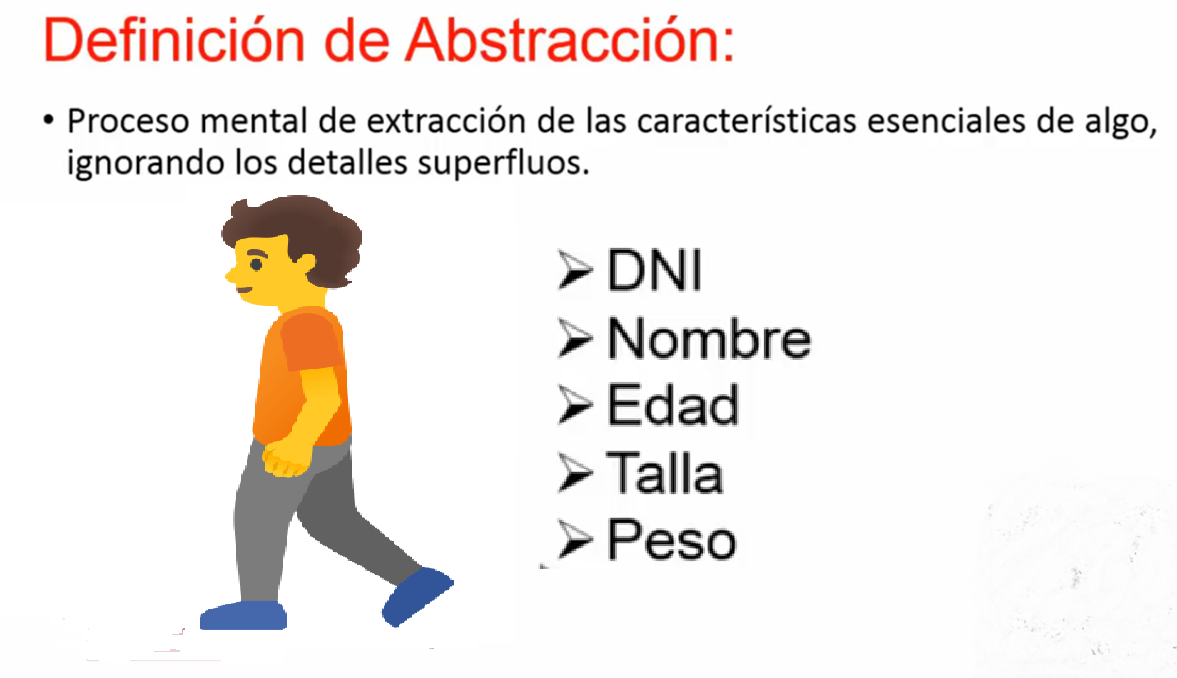 Definición de Abstracción:
• Proceso mental de extracción de las características esenciales de algo,
ignorando los detalles superfluos.
➢ DNI
➢ Nombre
➢ Edad
➢ Talla
➢ Peso